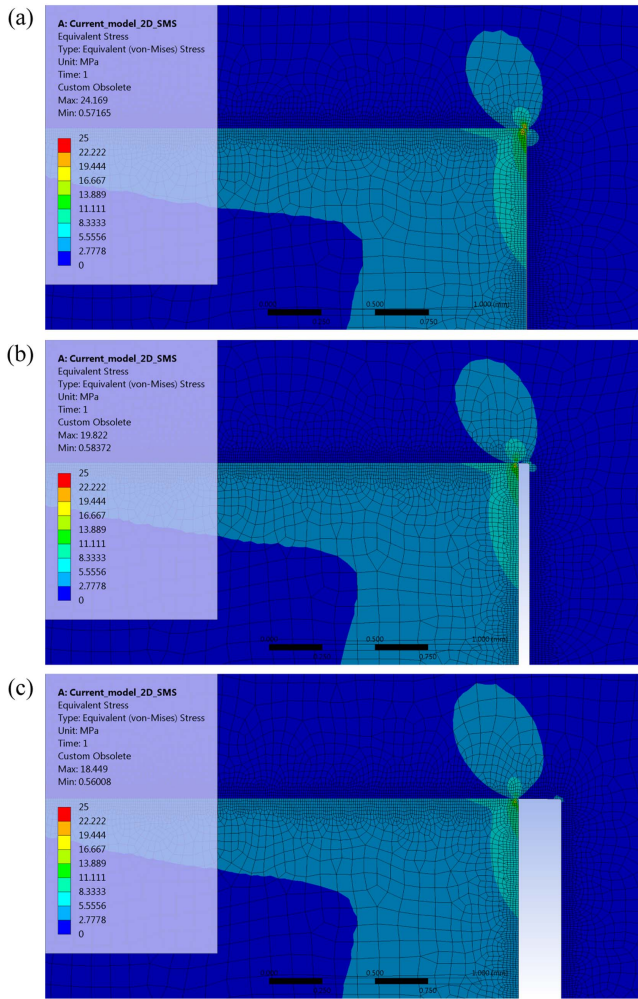 (a)
A: Current_model_2D_SMS
Equivalent Stress
Type: Equivalent (von-Mises) Stress
Unit: MPa
Time: 1
Custom Obsolete
Max: 24.169
Min: 0.57165
25
22.222
19.444
16.667
13.889
11.111
8.3333
5.5556
2.7778
0
0.500
1.000 (mm)
0.750
(b)
A: Current_model_2D_SMS
Equivalent Stress
Type: Equivalent (von-Mises) Stress
Unit: MPa
Time: 1
Custom Obsolete
Max: 19.822
Min: 0.58372
25
22.222
19.444
16.667
13.889
11.111
8.3333
5.5556
2.7778
0
0.500
1.000 (mm)
0.750
(c)
A: Current_model_2D_SMS
Equivalent Stress
Type: Equivalent (von-Mises) Stress
Unit: MPa
Time: 1
Custom Obsolete
Max: 18.449
Min: 0.56008
25
22.222
19.444
16.667
13.889
11.111
8.3333
5.5556
2.7778
0
0.500
0.750